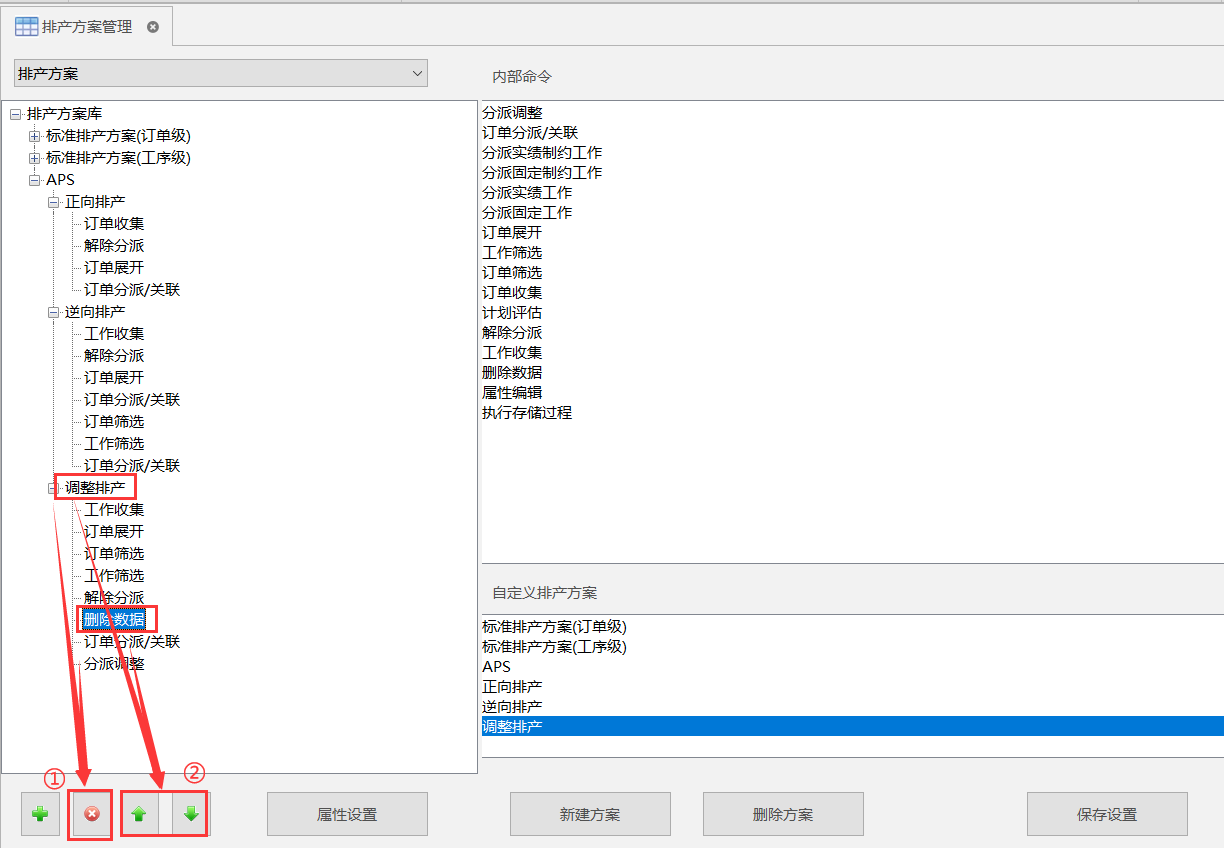 排产方案管理
排产方案
排产方案库
标准排产方案(订单级)
标准排产方案(工序级)
APS
正向排产
订单收集
解除分派
订单展开
订单分派/关联
逆向排产
工作收集
解除分派
订单展开
订单分派/关联
订单筛选
工作筛选
订单分派/关联
调整排产
工作收集
订单展开
订单筛选
工作筛选
解除分派
删除数据
订单分派/关联
分派调整
内部命令
分派调整
订单分派/关联
分派实绩制约工作
分派固定制约工作
分派实绩工作
分派固定工作
订单展开
工作筛选
订单筛选
订单收集
计划评估
解除分派
工作收集
删除数据
属性编辑
执行存储过程
自定义排产方案
标准排产方案(订单级)
标准排产方案(工序级)
APS
正向排产
逆向排产
调整排产
① ②
属性设置 新建方案 删除方案 保存设置